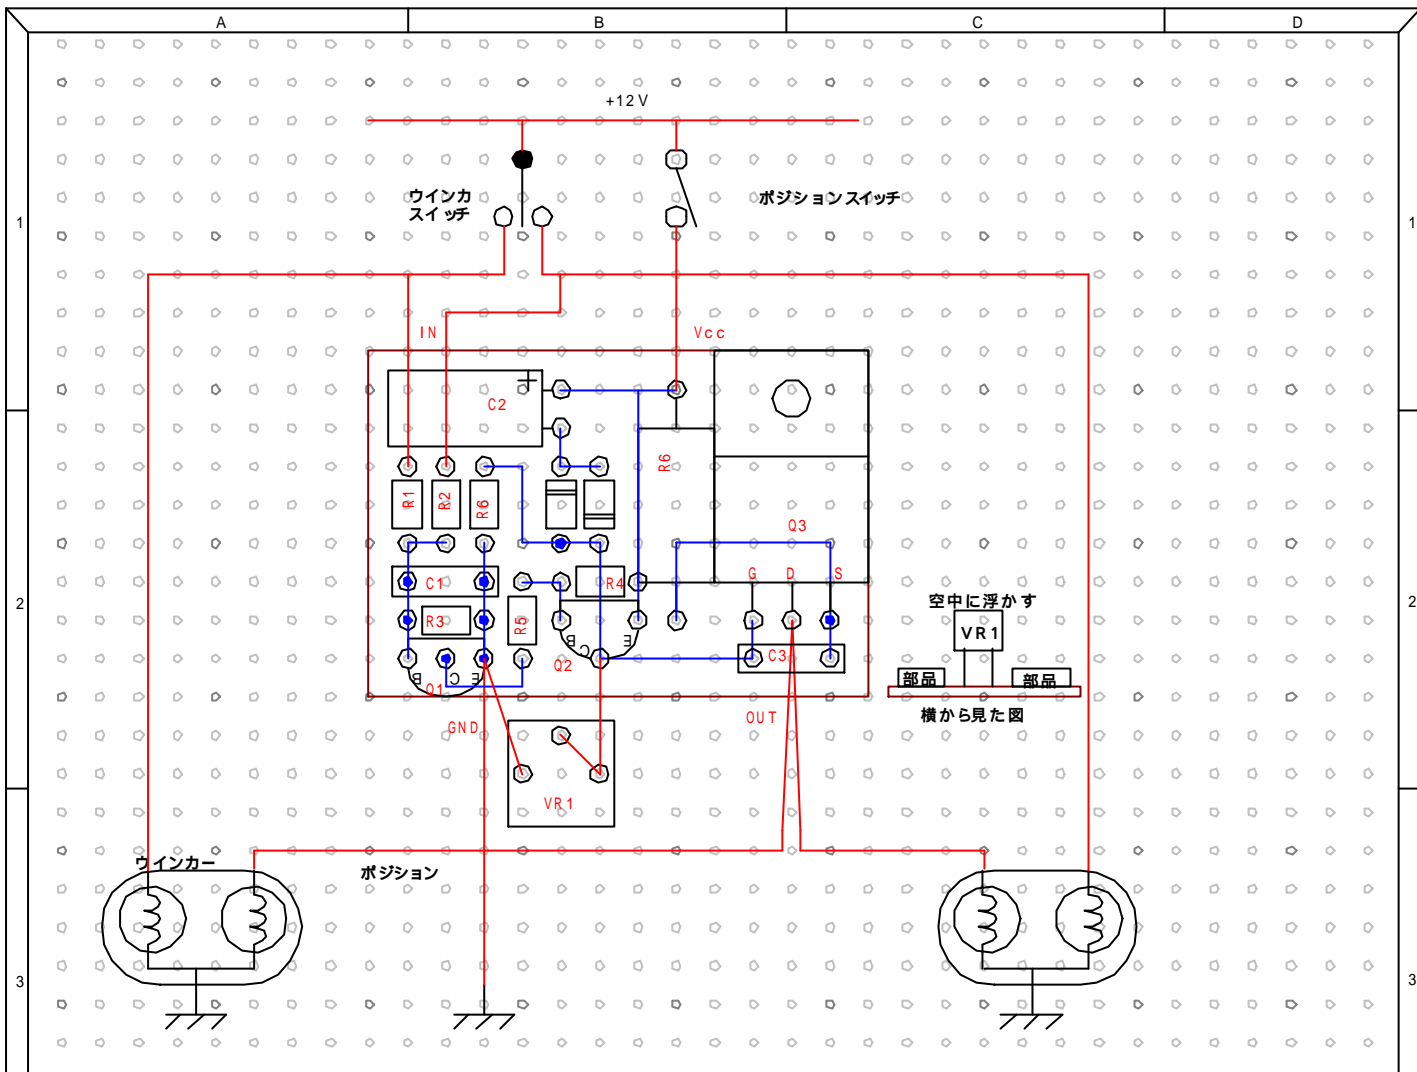 A B C D
+12V
ウインカ
スイッチ
ポジションスイッチ
1 1
IN Vcc
C2
R6
R1 R2 R6
Q3
C1 R4 G D S
2 2
空中に浮かす
R3 R5 VR1
B C E
B C E
Q1 Q2 C3
部品 部品
横から見た図
GND OUT
VR1
ウインカー
ポジション
3 3